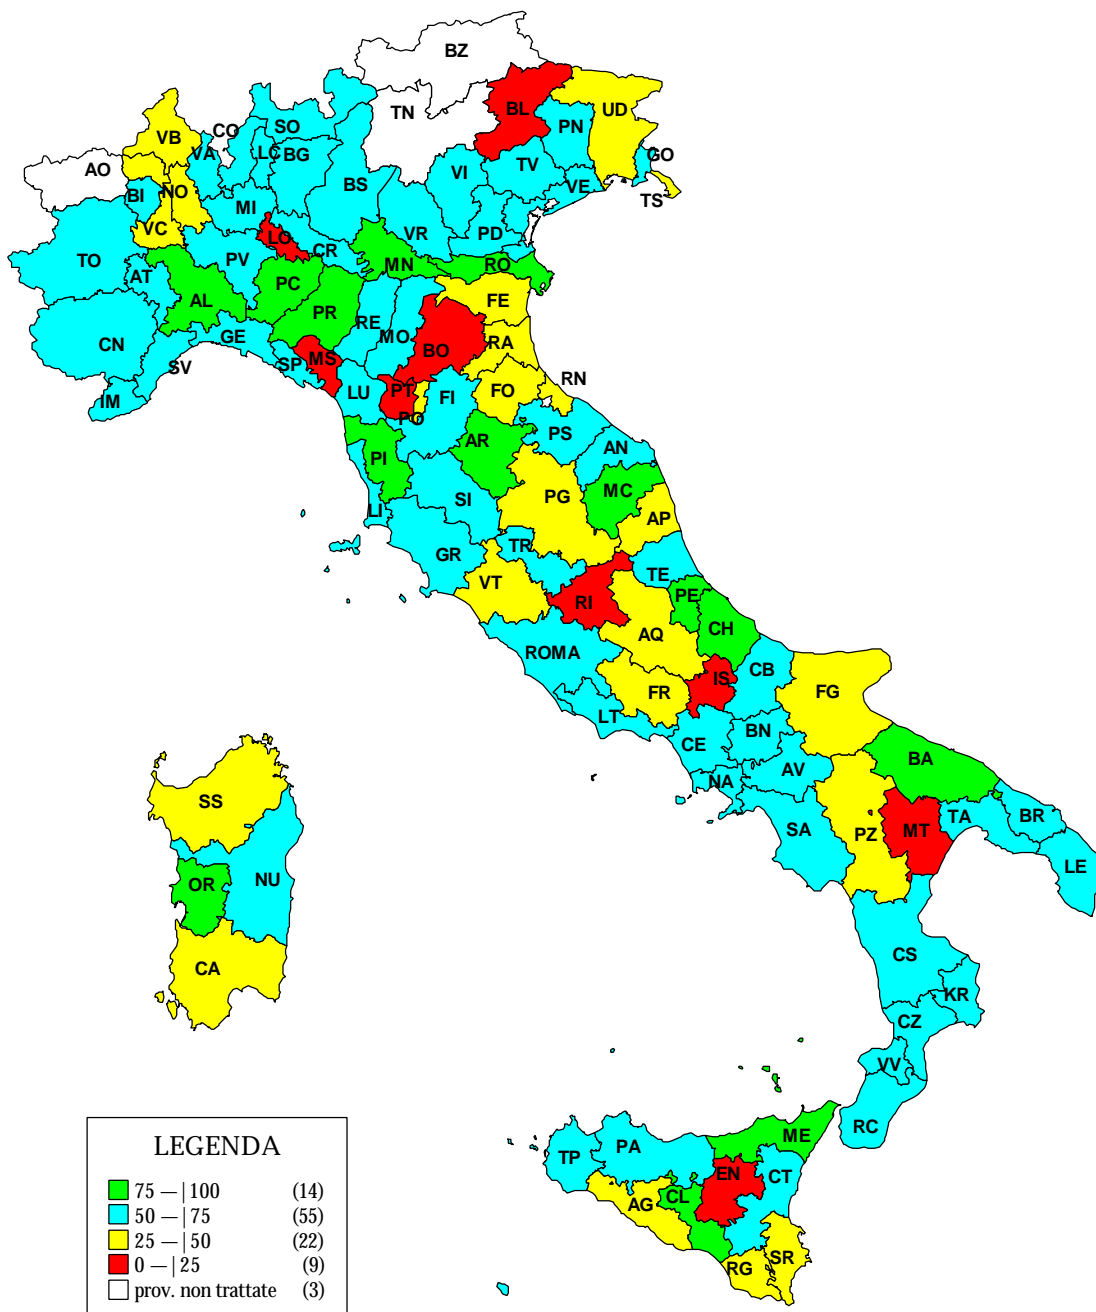 BZ
BL
UD
TN
PN
CO
SO
VB
VA
LC
BG
GO
AO
BS
VI
TV
VE
TS
BI
NO
MI
VC
LO
VR
PD
CR
TO
AT
PV
MN
RO
AL
PC
PR
FE
CN
GE
RE
MO
RA
BO
SP
MS
SV
IM
LU
PT
FI
FO
RN
PO
PS
AN
AR
PI
SI
PG
MC
LI
AP
GR
TR
VT
TE
RI
PE
AQ
CH
ROMA
FR
IS
CB
FG
LT
CE
BN
BA
NA
AV
SS
SA
PZ
MT
TA
BR
LE
OR
NU
CA
CS
KR
CZ
VV
RC
ME
TP
PA
EN
CT
AG
CL
RG
SR
LEGENDA
75 —|100 (14)
50 —|75 (55)
25 —|50 (22)
0 —|25 (9)
prov. non trattate (3)